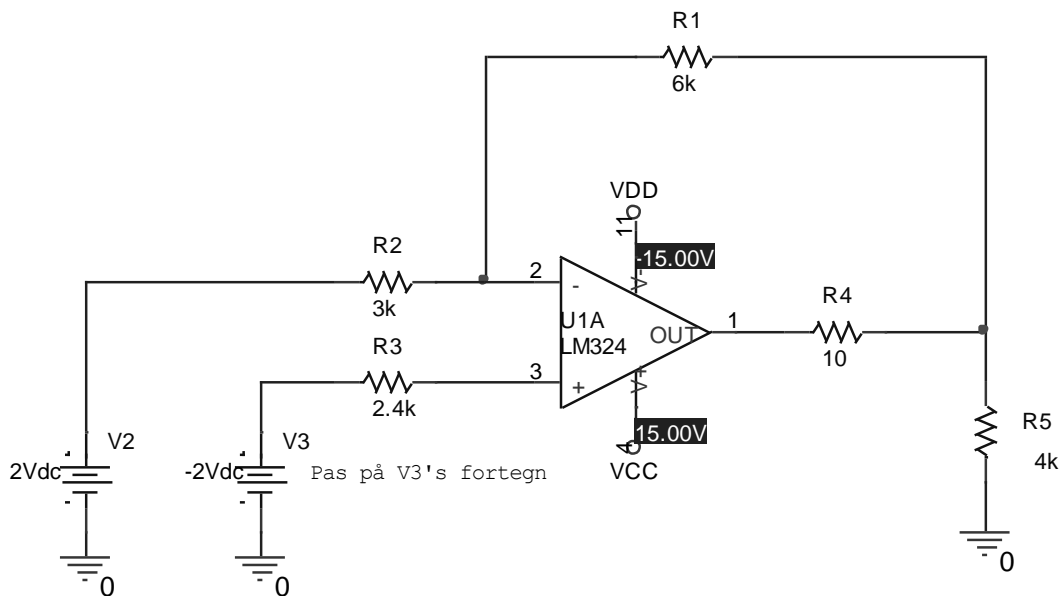 R1
6k
VDD
11
-15.00V
V-
R2
3k
2
-
U1A
LM324
OUT
1
R4
10
R3
2.4k
3
+
V+
15.00V
4
VCC
R5
4k
V2
2Vdc
-
-
V3
-2Vdc
Pas på V3's fortegn
-
-
0
0
0